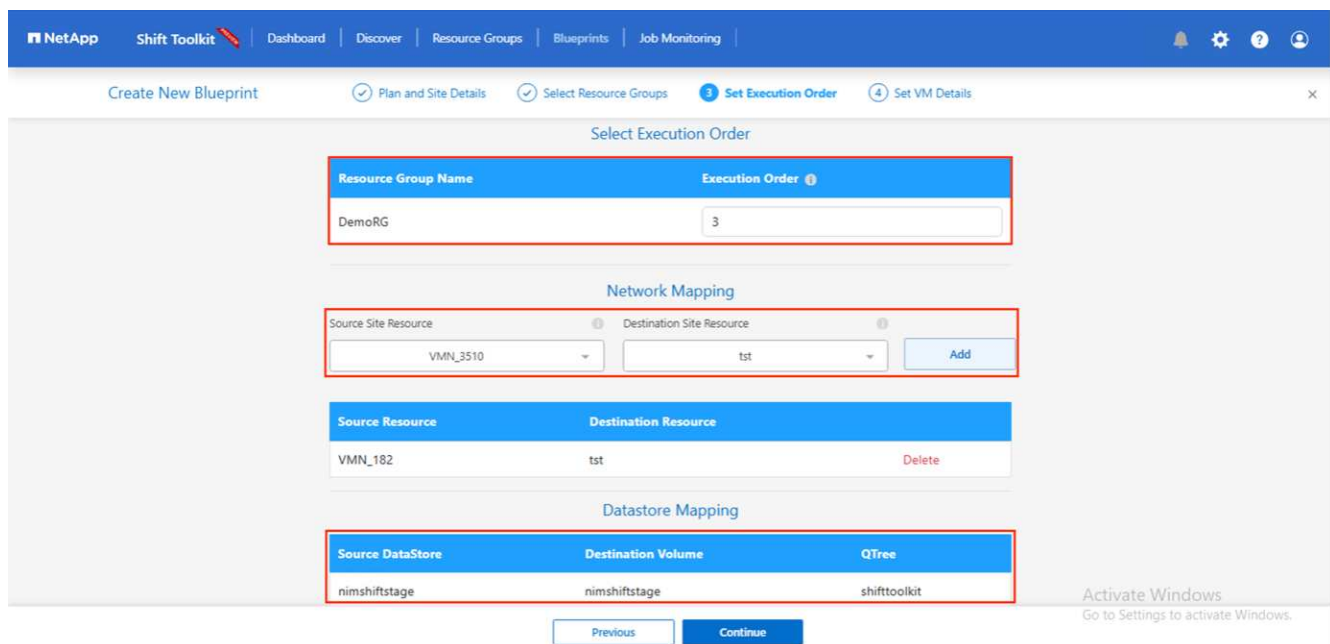 NetApp Shift Toolkit PREVIEW Dashboard Discover Resource Groups Blueprints Job Monitoring
Create New Blueprint Plan and Site Details Select Resource Groups 3 Set Execution Order 4 Set VM Details
Select Execution Order
Resource Group Name Execution Order
DemoRG 3
Network Mapping
Source Site Resource Destination Site Resource
VMN_3510 tst Add
Source Resource Destination Resource
VMN_182 tst Delete
Datastore Mapping
Source DataStore Destination Volume QTree
nimshiftstage nimshiftstage shifttoolkit
Activate Windows
Go to Settings to activate Windows.
Previous Continue